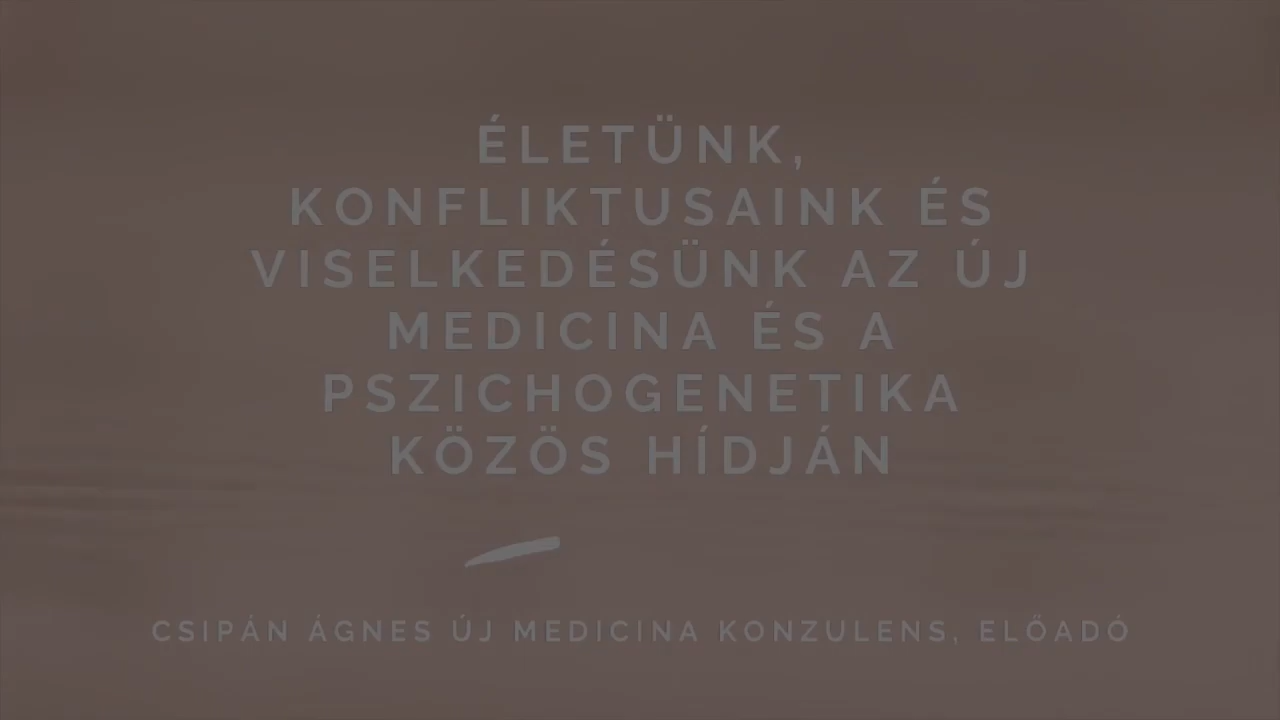 ÉLETÜNK,
KONFLIKTUSAINK ÉS
VISELKEDÉSÜNK AZ ÚJ
MEDICINA ÉS A
PSZICHOGENETIKA
KÖZÖS HÍDJÁN
CSIPÁN ÁGNES ÚJ MEDICINA KONZULENS, ELŐADÓ